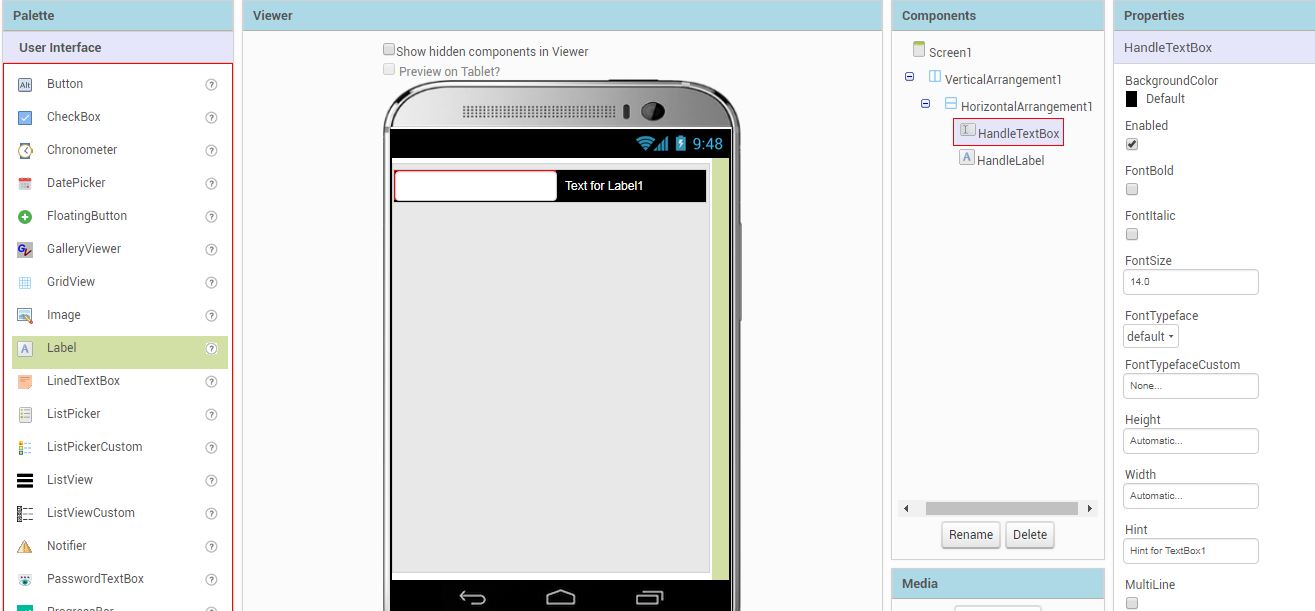 Palette
User Interface
Alt Button
CheckBox
Chronometer
DatePicker
FloatingButton
GalleryViewer
GridView
Image
A Label
LinedTextBox
ListPicker
ListPickerCustom
ListView
ListViewCustom
Notifier
PasswordTextBox
ProgressBar
Viewer
Show hidden components in Viewer
Preview on Tablet?
9:48
Text for Label1
Components
Screen1
VerticalArrangement1
HorizontalArrangement1
HandleTextBox
A HandleLabel
Rename Delete
Media
Properties
HandleTextBox
BackgroundColor
Default
Enabled
FontBold
FontItalic
FontSize
14.0
FontTypeface
default
FontTypefaceCustom
None...
Height
Automatic...
Width
Automatic...
Hint
Hint for TextBox1
MultiLine